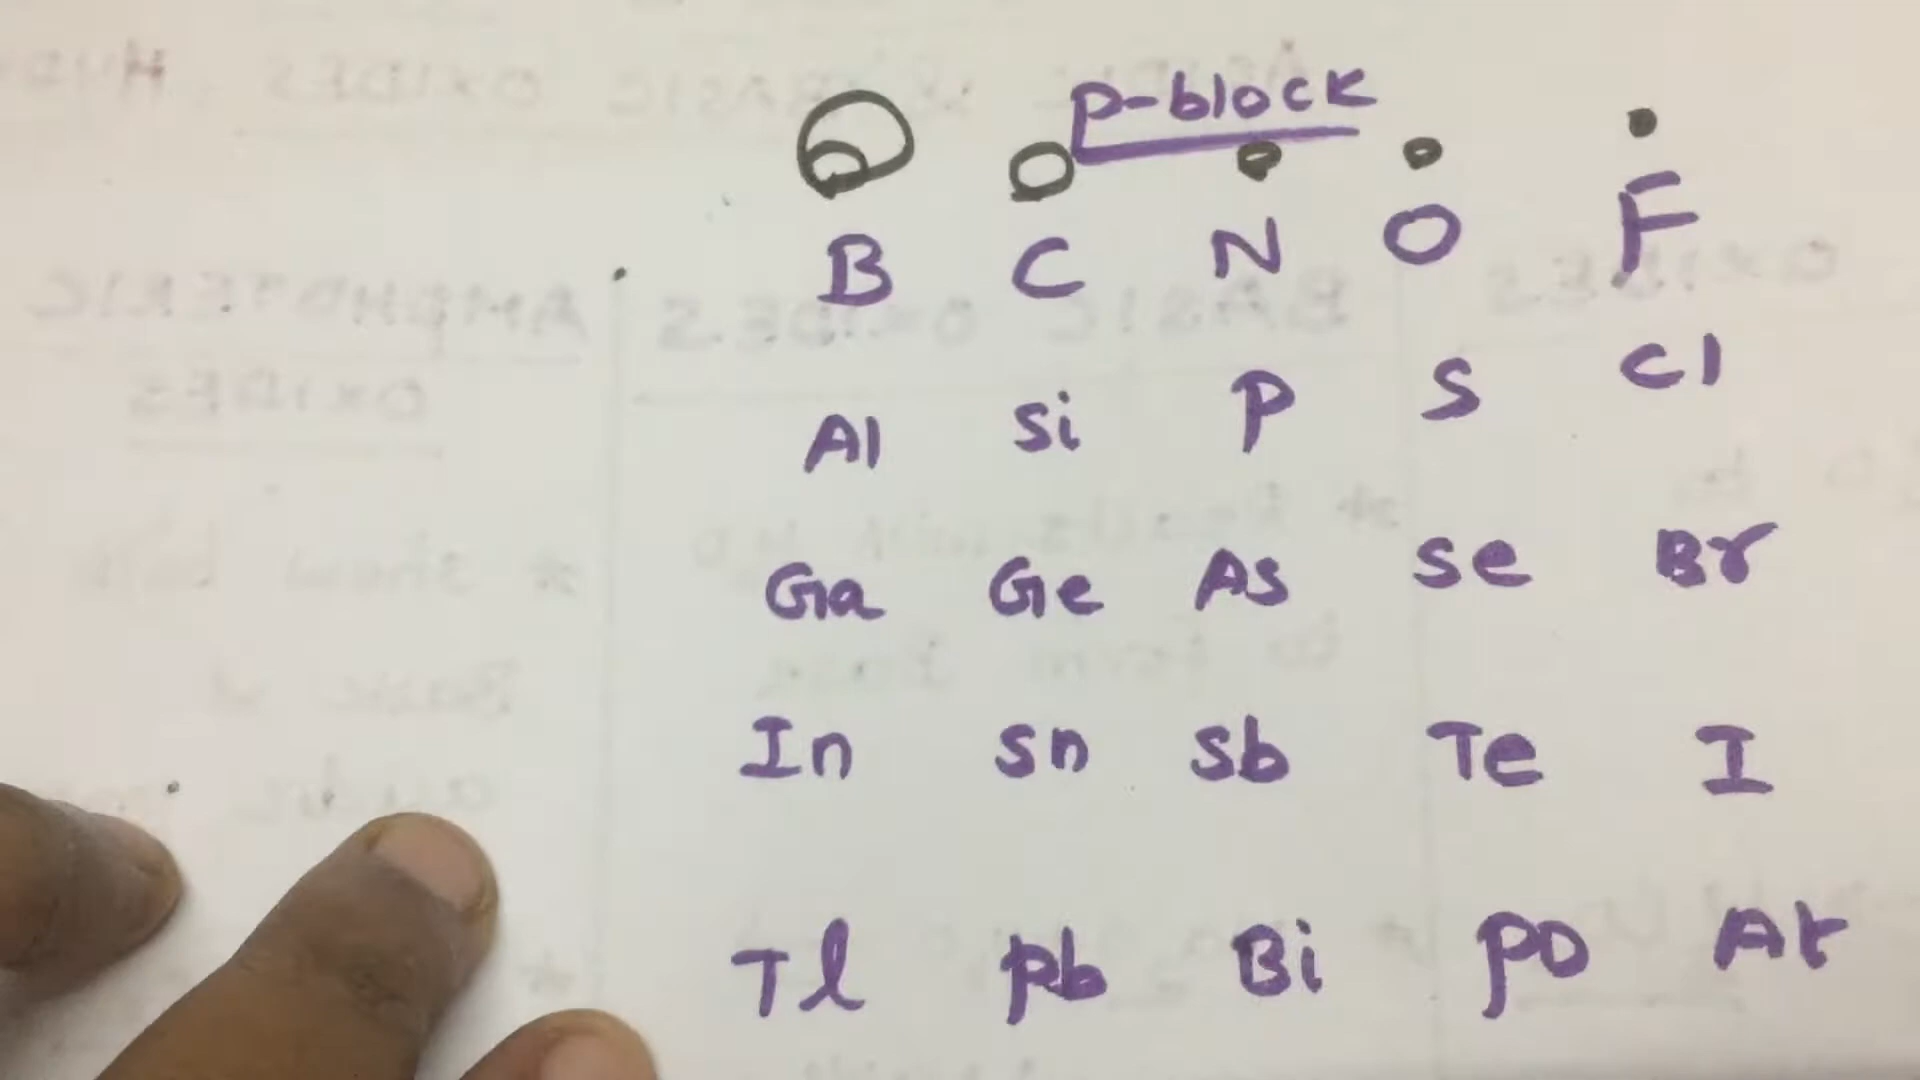 p-block
B C N O F
Al Si P S Cl
Ga Ge As Se Br
In Sn Sb Te I
Tl Pb Bi Po At